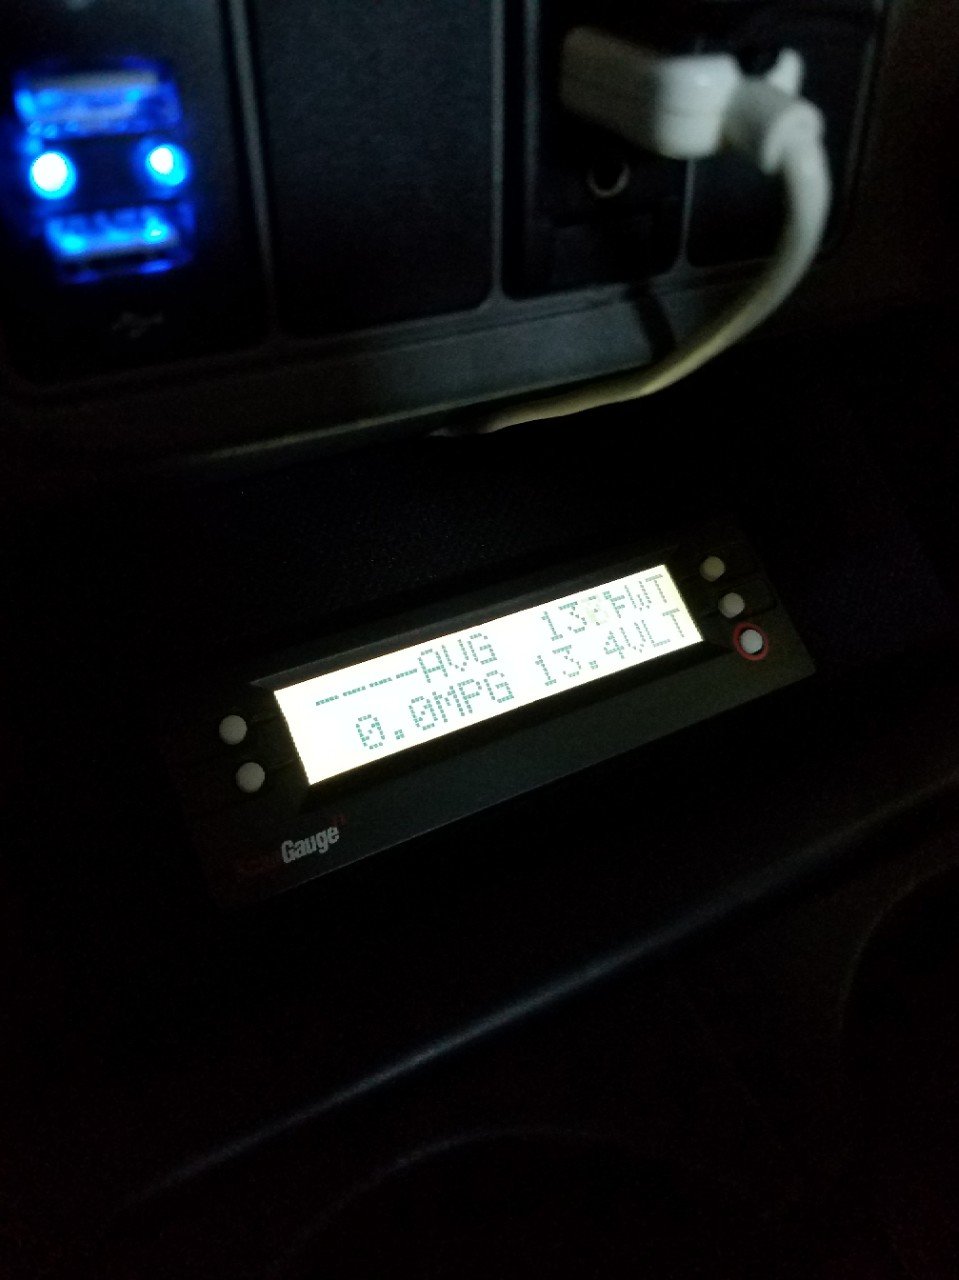 ----AVG
0.0MPG 13.4VLT
Gauge